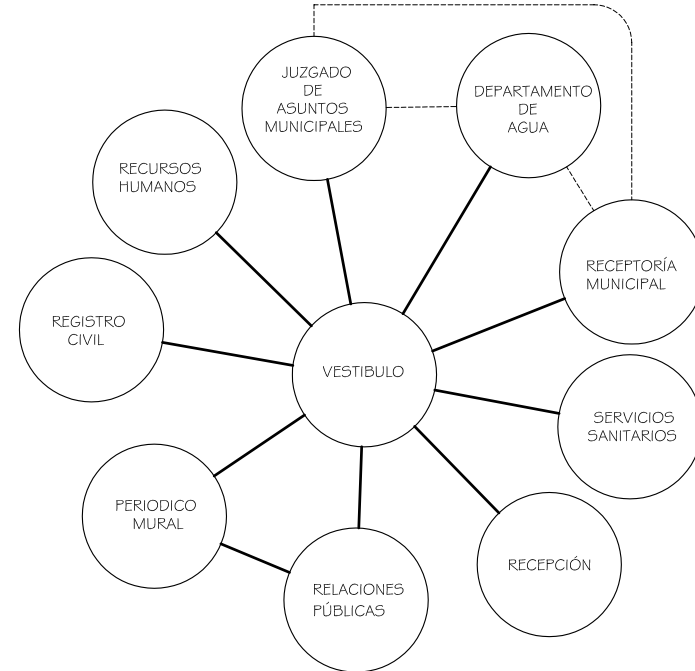 JUZGADO
DE
ASUNTOS
MUNICIPALES
DEPARTAMENTO
DE
AGUA
RECURSOS
HUMANOS
RECEPTORÍA
MUNICIPAL
REGISTRO
CIVIL
VESTIBULO
SERVICIOS
SANITARIOS
PERIODICO
MURAL
RECEPCIÓN
RELACIONES
PÚBLICAS